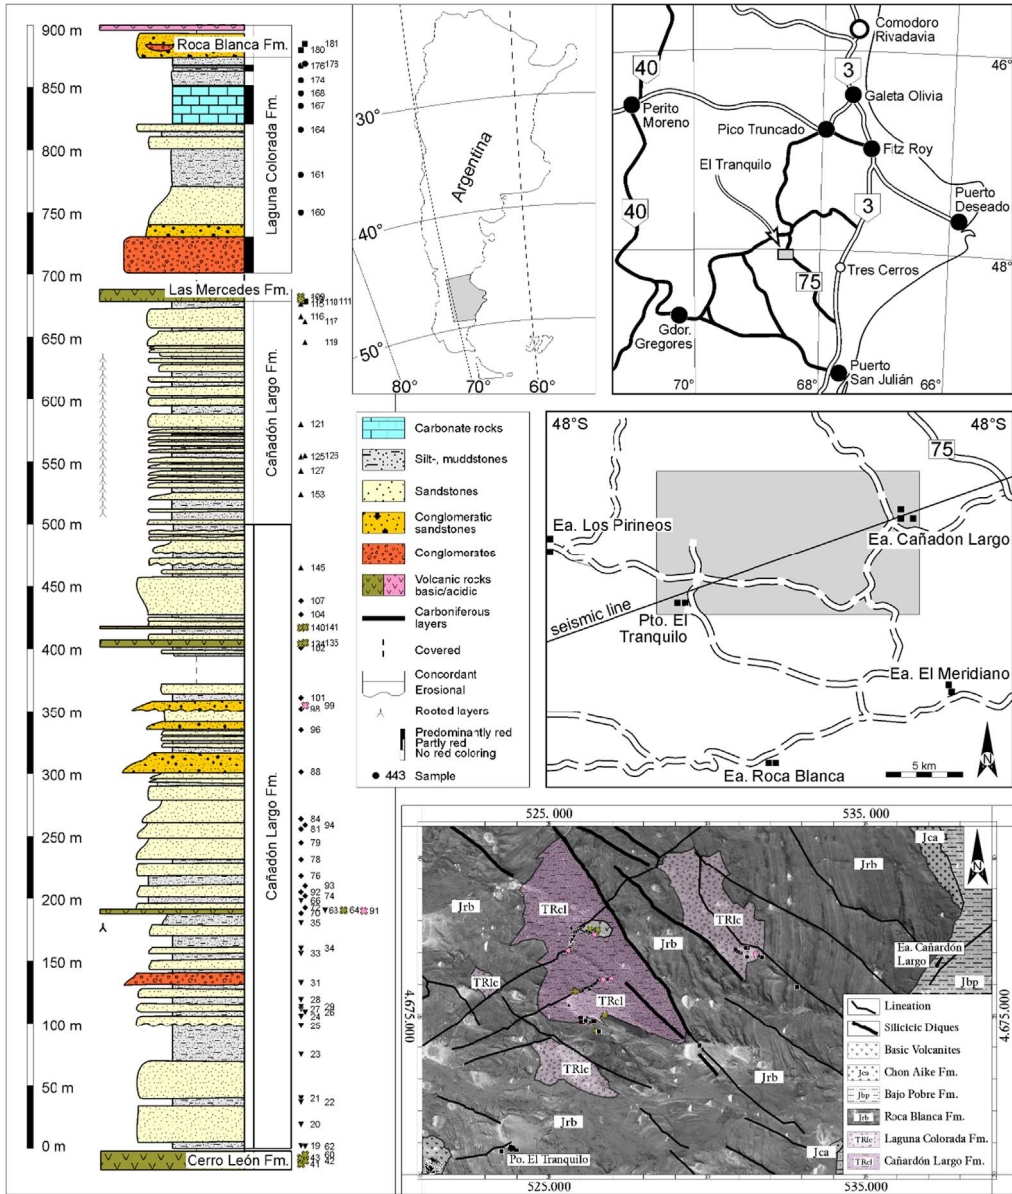 900 m
Roca Blanca Fm.
181
180
176
850 m
174
168
167
164
800 m
161
750 m
160
Laguna Colorada Fm.
700 m
Las Mercedes Fm.
111
116
117
650 m
119
600 m
121
Cañadón Largo Fm.
550 m
125
127
153
500 m
145
450 m
107
104
140
141
400 m
101
99
98
350 m
96
300 m
88
Cañadón Largo Fm.
84
94
81
250 m
79
78
76
93
92
74
66
200 m
70
63
64
91
35
150 m
34
33
31
28
29
27
26
24
100 m
25
23
50 m
21
22
20
0 m
19
62
60
43
42
41
Cerro León Fm.
Argentina
30°
40°
50°
80°
70°
60°
Carbonate rocks
Silt-, muddstones
Sandstones
Conglomeratic
sandstones
Conglomerates
Volcanic rocks
basic/acidic
Carboniferous
layers
Covered
Concordant
Erosional
Rooted layers
Predominantly red
Partly red
No red coloring
443 Sample
Comodoro
Rivadavia
46°
40
3
Perito
Moreno
Galeta Olivia
Pico Truncado
Fitz Roy
El Tranquilo
Puerto
Deseado
40
3
48°
Tres Cerros
75
Gdor.
Gregores
Puerto
San Julián
70°
68°
66°
48°S
48°S
75
Ea. Los Pirineos
Ea. Cañadon Largo
seismic line
Pto. El
Tranquilo
Ea. El Meridiano
Ea. Roca Blanca
5 km
N
525.000
535.000
Jca
Jrb
N
TRcl
Jrb
TRlc
Jrb
Ea. Cañardón
Largo
Jbp
TRlc
TRcl
4.675.000
4.675.000
TRlc
Jrb
Jrb
Jca
Po. El Tranquilo
Lineation
Silicicic Diques
Basic Volcanites
Jca Chon Aike Fm.
Jbp Bajo Pobre Fm.
Jrb Roca Blanca Fm.
TRlc Laguna Colorada Fm.
TRcl Cañardón Largo Fm.
525.000
535.000